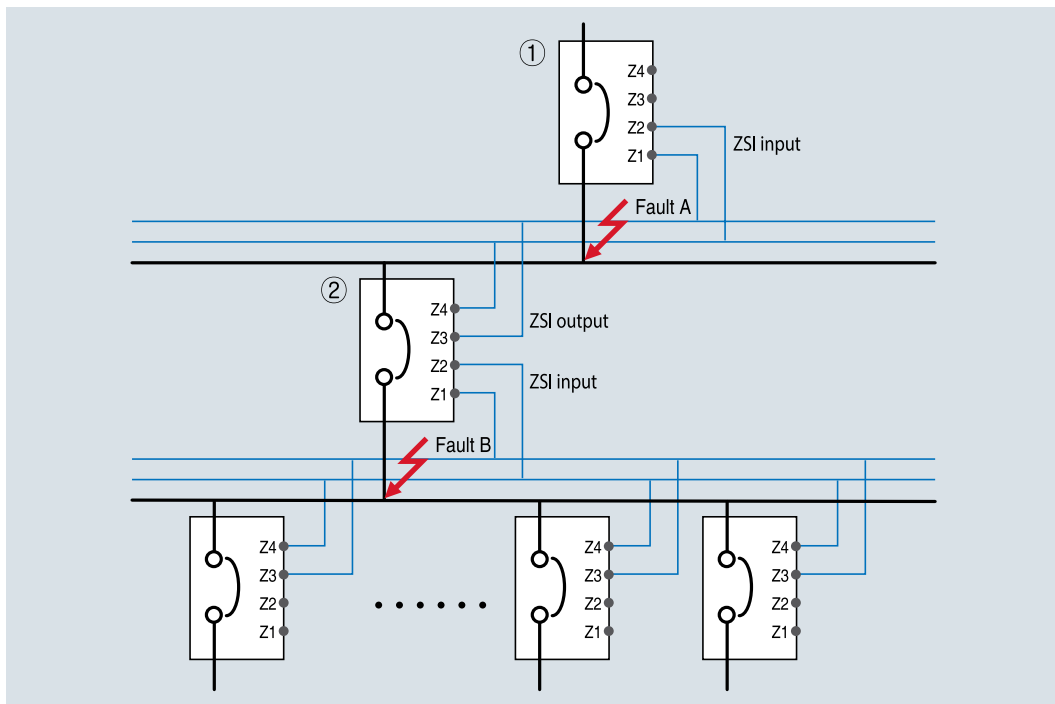 ①
Z4
Z3
Z2
Z1
ZSI input
Fault A
②
Z4
Z3
Z2
Z1
ZSI output
ZSI input
Fault B
Z4
Z3
Z2
Z1
Z4
Z3
Z2
Z1
Z4
Z3
Z2
Z1